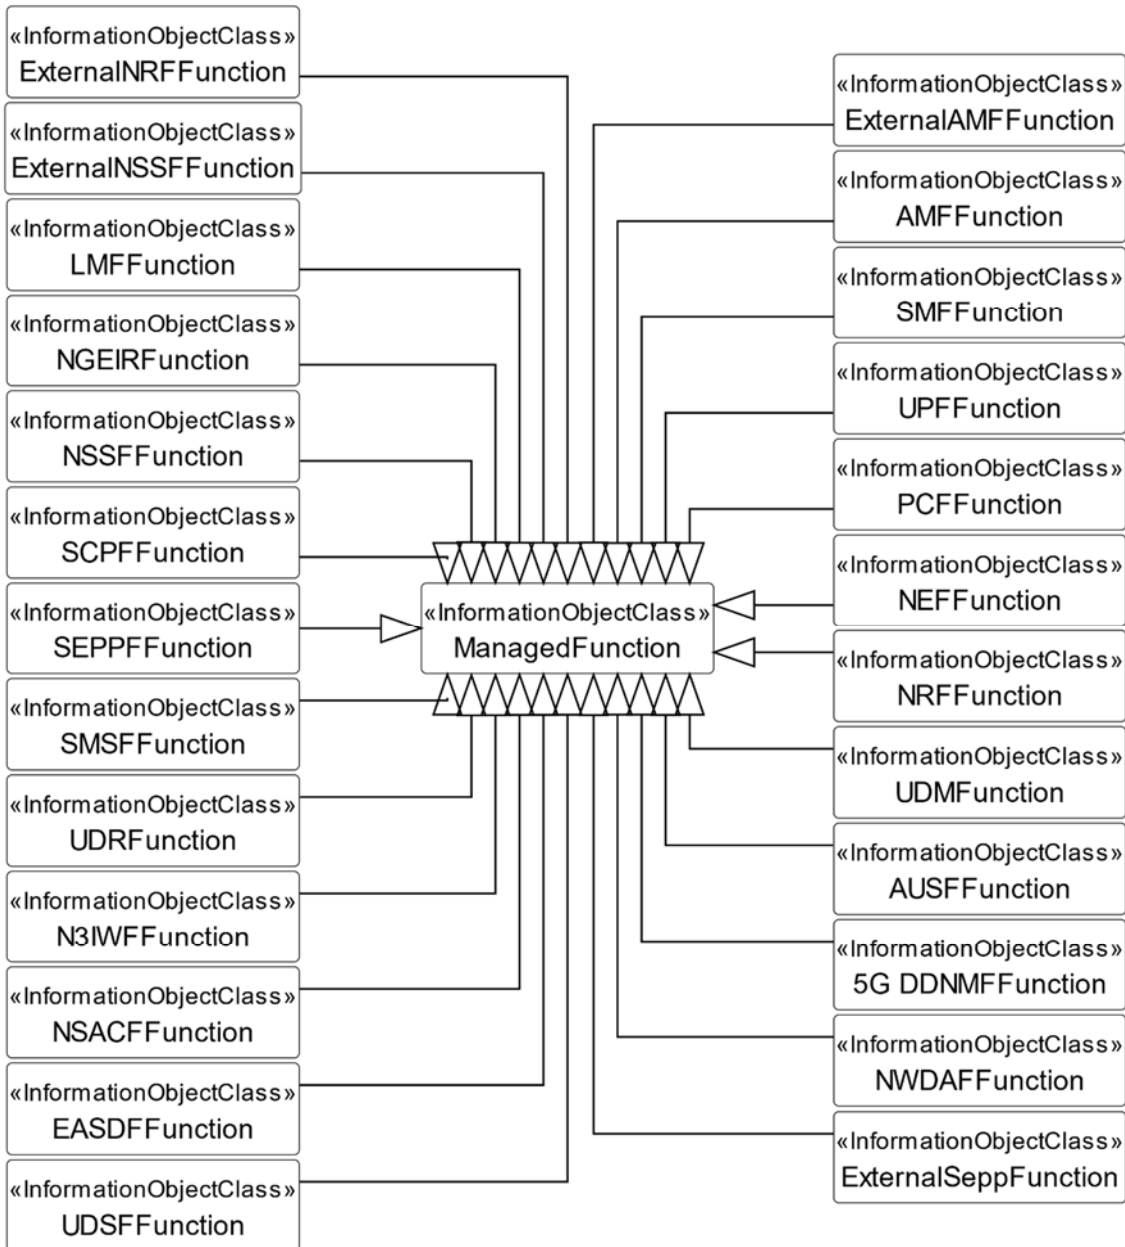 «InformationObjectClass»
ExternalNRFFunction
«InformationObjectClass»
ExternalNSSFFunction
«InformationObjectClass»
LMFFunction
«InformationObjectClass»
NGEIRFunction
«InformationObjectClass»
NSSFFunction
«InformationObjectClass»
SCPFFunction
«InformationObjectClass»
SEPPFFunction
«InformationObjectClass»
SMSFFunction
«InformationObjectClass»
UDRFunction
«InformationObjectClass»
N3IWFFunction
«InformationObjectClass»
NSACFFunction
«InformationObjectClass»
EASDFFunction
«InformationObjectClass»
UDSFFunction
«InformationObjectClass»
ManagedFunction
«InformationObjectClass»
ExternalAMFFunction
«InformationObjectClass»
AMFFunction
«InformationObjectClass»
SMFFunction
«InformationObjectClass»
UPFFunction
«InformationObjectClass»
PCFFunction
«InformationObjectClass»
NEFFunction
«InformationObjectClass»
NRFFunction
«InformationObjectClass»
UDMFunction
«InformationObjectClass»
AUSFFunction
«InformationObjectClass»
5G DDNMFFunction
«InformationObjectClass»
NWDAFFunction
«InformationObjectClass»
ExternalSeppFunction